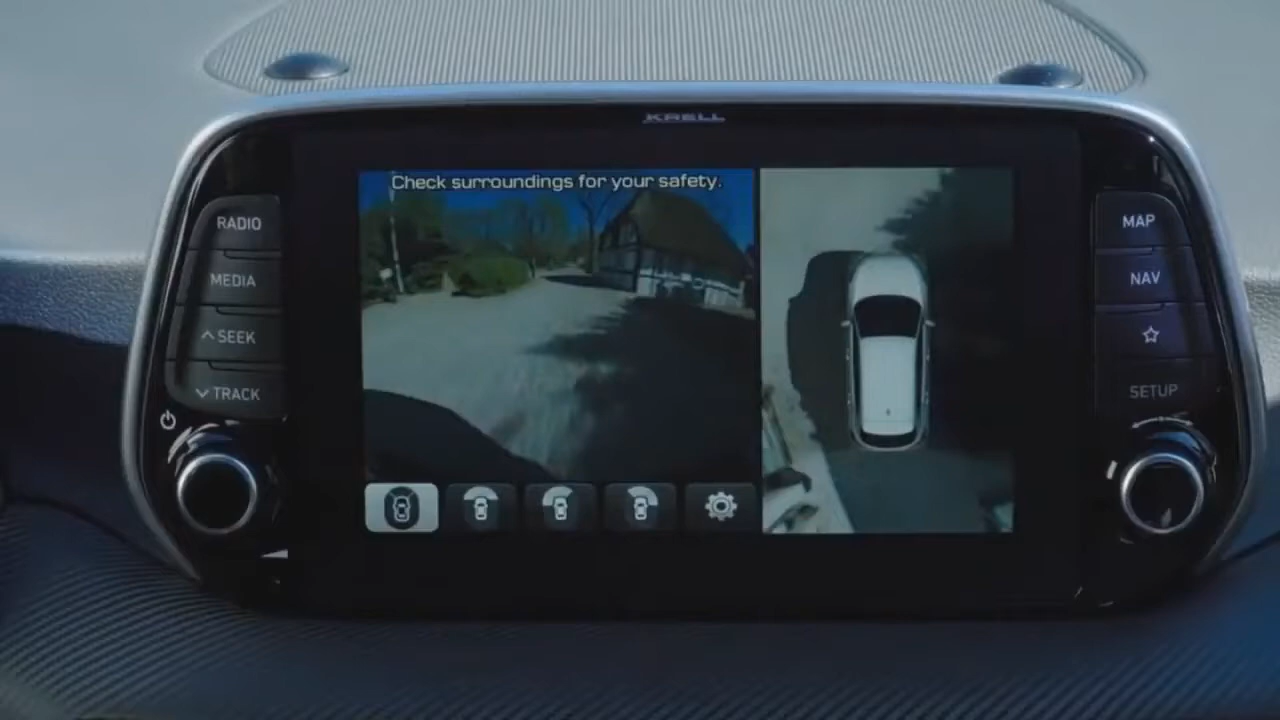 KRELL
Check surroundings for your safety.
RADIO
MEDIA
SEEK
TRACK
MAP
NAV
SETUP